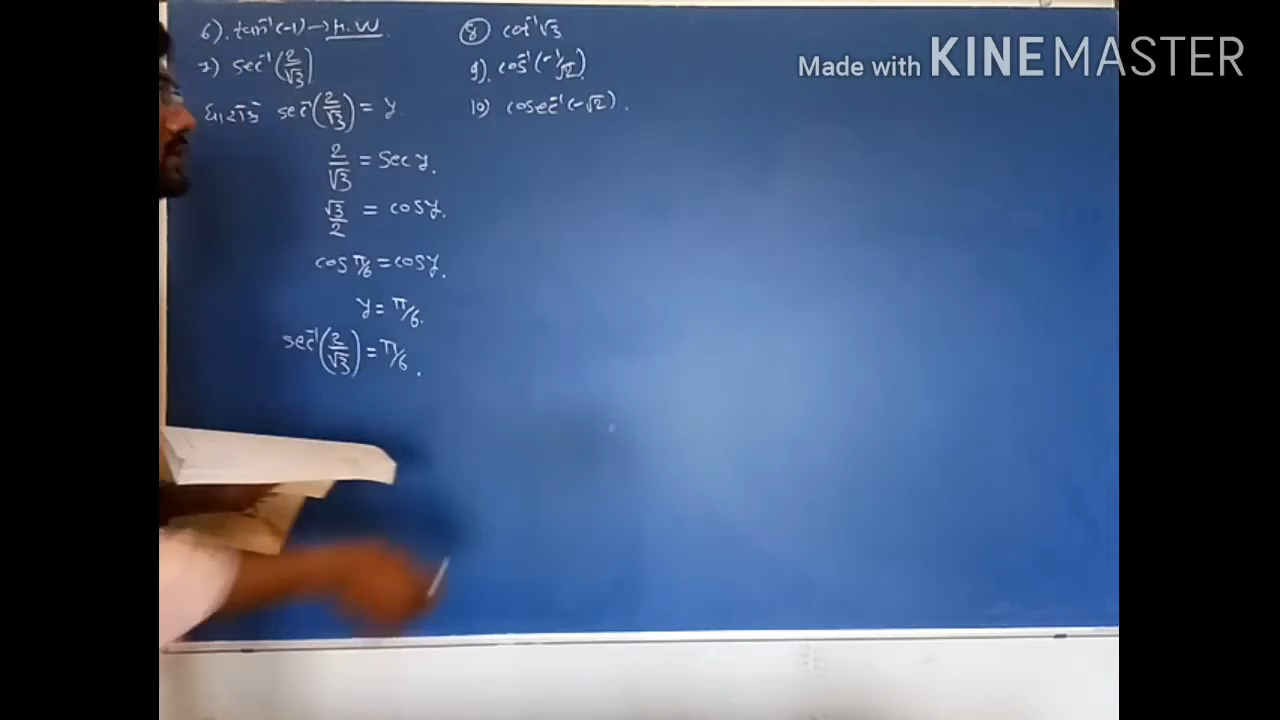 6). tan⁻¹(-1) → H.W
7) sec⁻¹(2/√3)
ધારોકે sec⁻¹(2/√3) = y.
2/√3 = sec y.
√3/2 = cos y.
cos π/6 = cos y.
y = π/6.
sec⁻¹(2/√3) = π/6.
8) cot⁻¹ √3
9). cos⁻¹(-1/√2).
10) cosec⁻¹(-√2).
Made with KINEMASTER